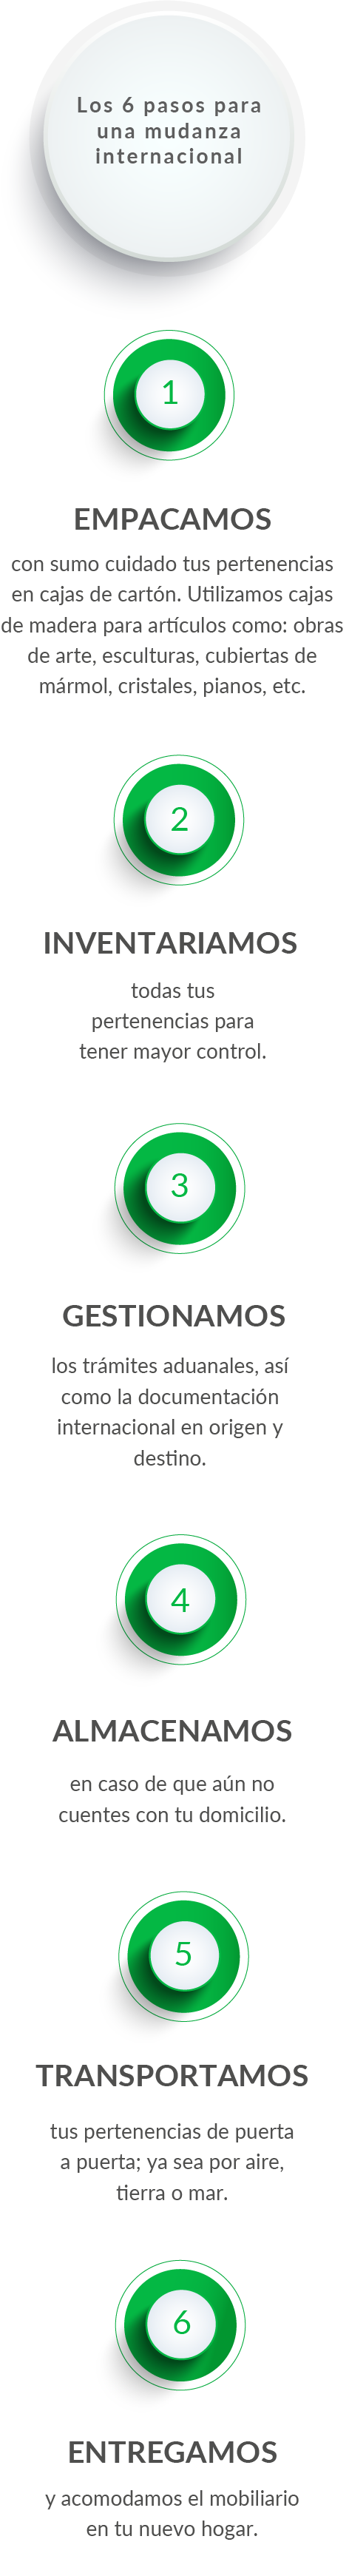 Los 6 pasos para
una mudanza
internacional
1
EMPACAMOS
con sumo cuidado tus pertenencias
en cajas de cartón. Utilizamos cajas
de madera para artículos como: obras
de arte, esculturas, cubiertas de
mármol, cristales, pianos, etc.
2
INVENTARIAMOS
todas tus
pertenencias para
tener mayor control.
3
GESTIONAMOS
los trámites aduanales, así
como la documentación
internacional en origen y
destino.
4
ALMACENAMOS
en caso de que aún no
cuentes con tu domicilio.
5
TRANSPORTAMOS
tus pertenencias de puerta
a puerta; ya sea por aire,
tierra o mar.
6
ENTREGAMOS
y acomodamos el mobiliario
en tu nuevo hogar.